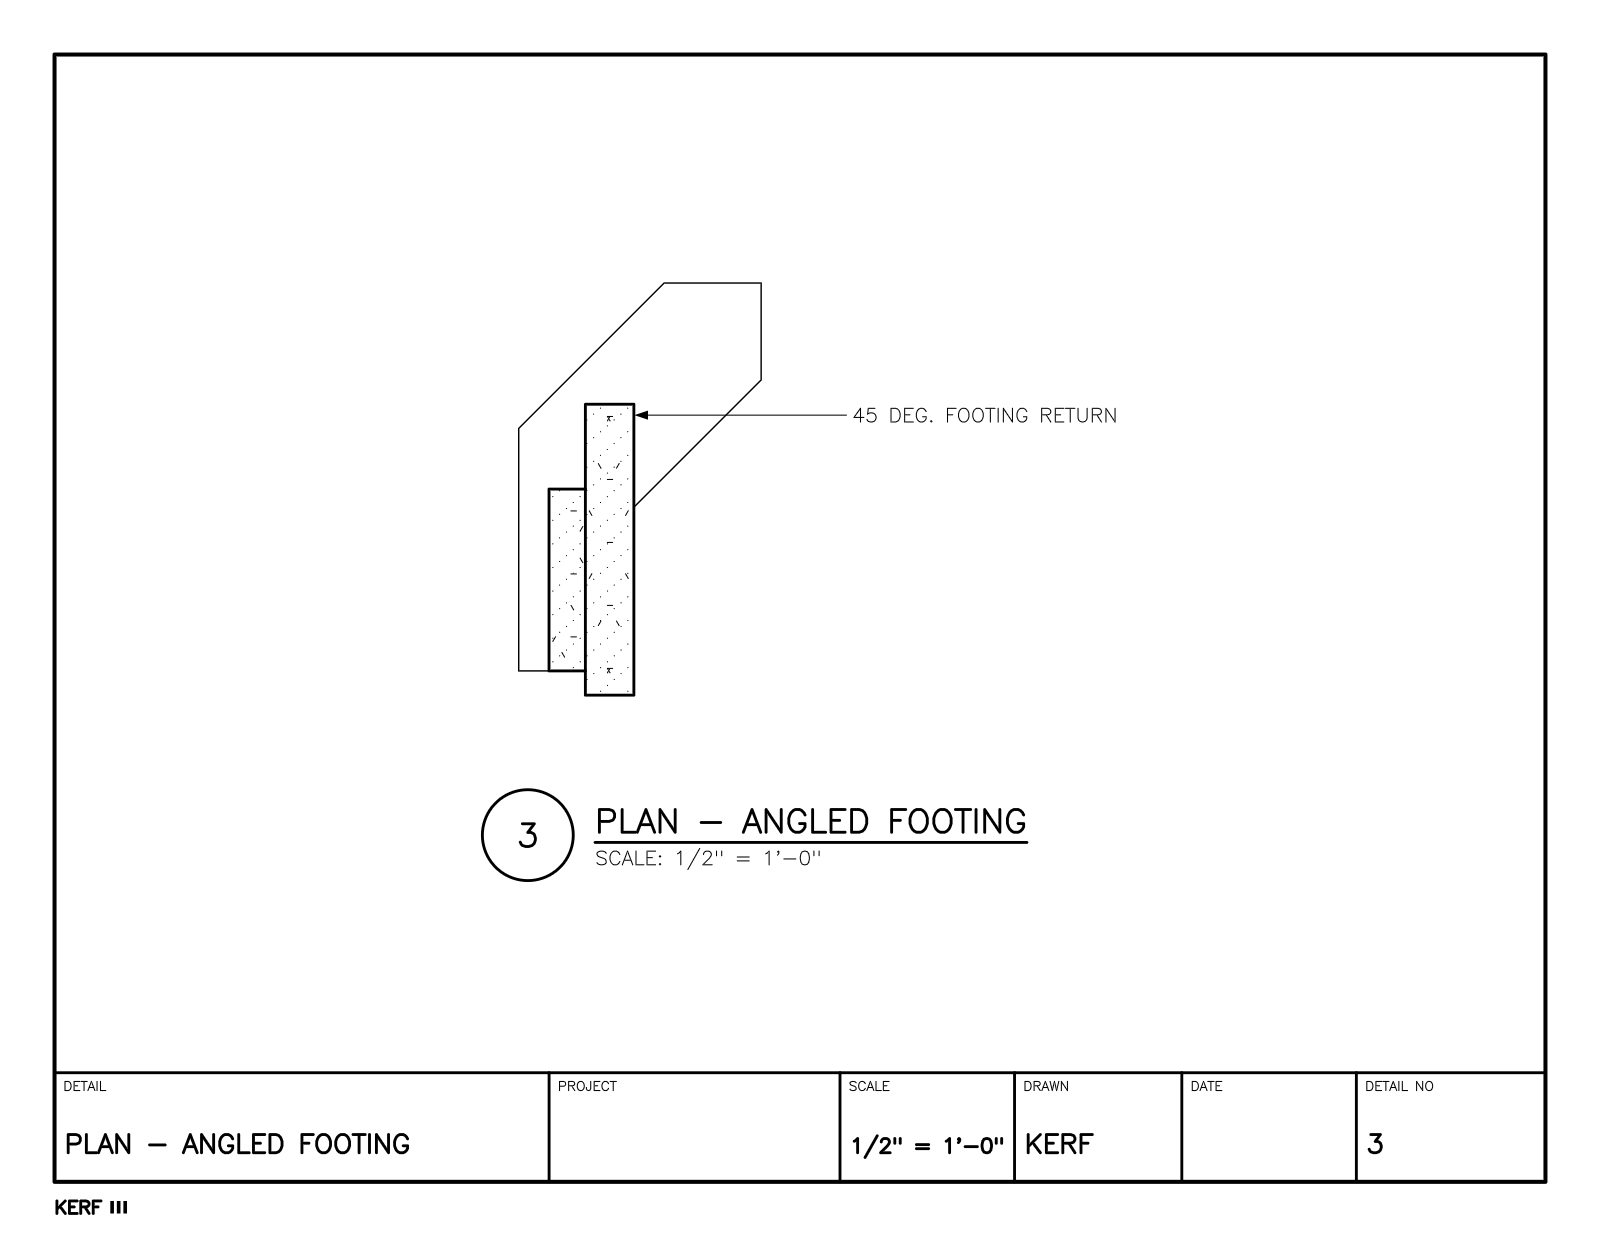 45 DEG. FOOTING RETURN
3
PLAN – ANGLED FOOTING
SCALE: 1/2" = 1'–0"
DETAIL
PROJECT
SCALE
DRAWN
DATE
DETAIL NO
PLAN – ANGLED FOOTING
1/2" = 1'–0"
KERF
3
KERF III